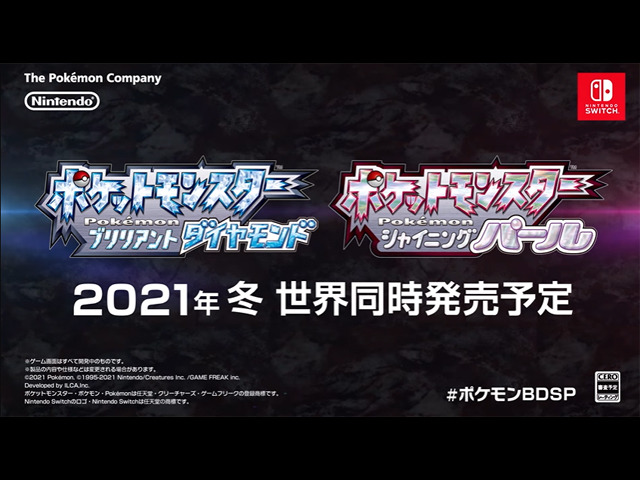 The Pokémon Company
Nintendo
NINTENDO
SWITCH
ポケットモンスター
Pokémon
ブリリアント ダイヤモンド
ポケットモンスター
Pokémon
シャイニング パール
2021年 冬 世界同時発売予定
※ゲーム画面はすべて開発中のものです。
※製品の内容や仕様などは変更される場合があります。
©2021 Pokémon. ©1995-2021 Nintendo/Creatures Inc. /GAME FREAK inc.
Developed by ILCA,Inc.
ポケットモンスター・ポケモン・Pokémonは任天堂・クリーチャーズ・ゲームフリークの登録商標です。
Nintendo Switchのロゴ・Nintendo Switchは任天堂の商標です。
#ポケモンBDSP
CERO
審査予定
レーティング